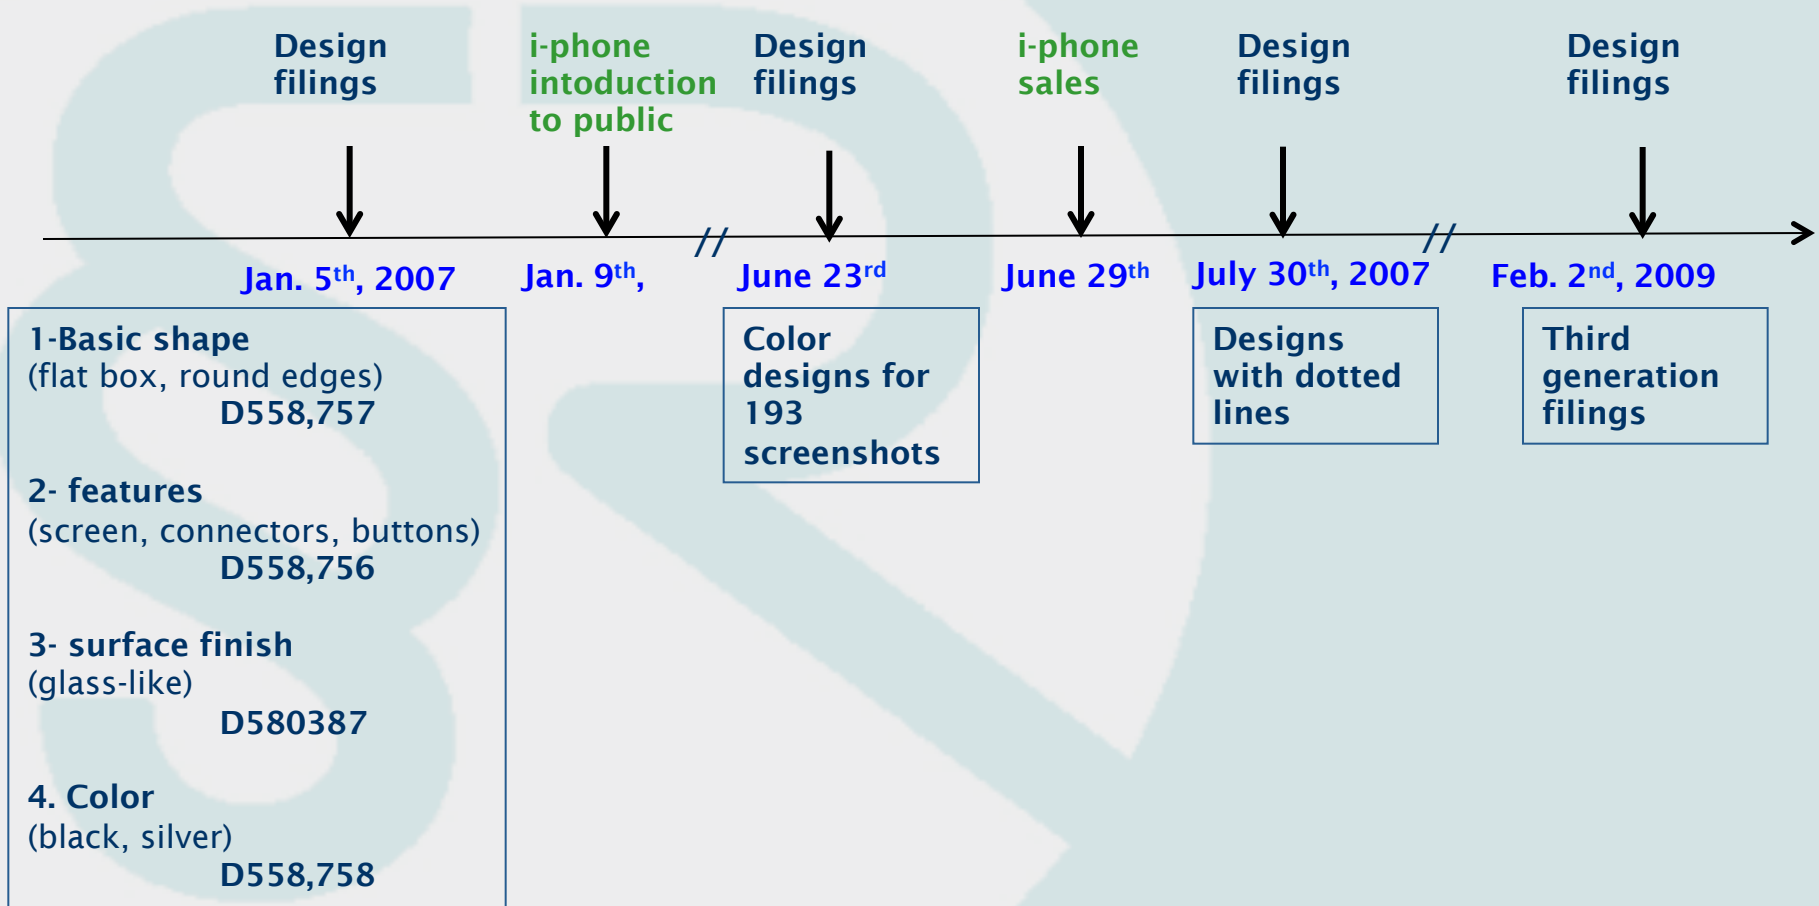 Design
filings
i-phone
intoduction
to public
Design
filings
i-phone
sales
Design
filings
Design
filings
//
//
Jan. 5th, 2007
Jan. 9th,
June 23rd
June 29th
July 30th, 2007
Feb. 2nd, 2009
1-Basic shape
(flat box, round edges)
D558,757
2- features
(screen, connectors, buttons)
D558,756
3- surface finish
(glass-like)
D580387
4. Color
(black, silver)
D558,758
Color
designs for
193
screenshots
Designs
with dotted
lines
Third
generation
filings